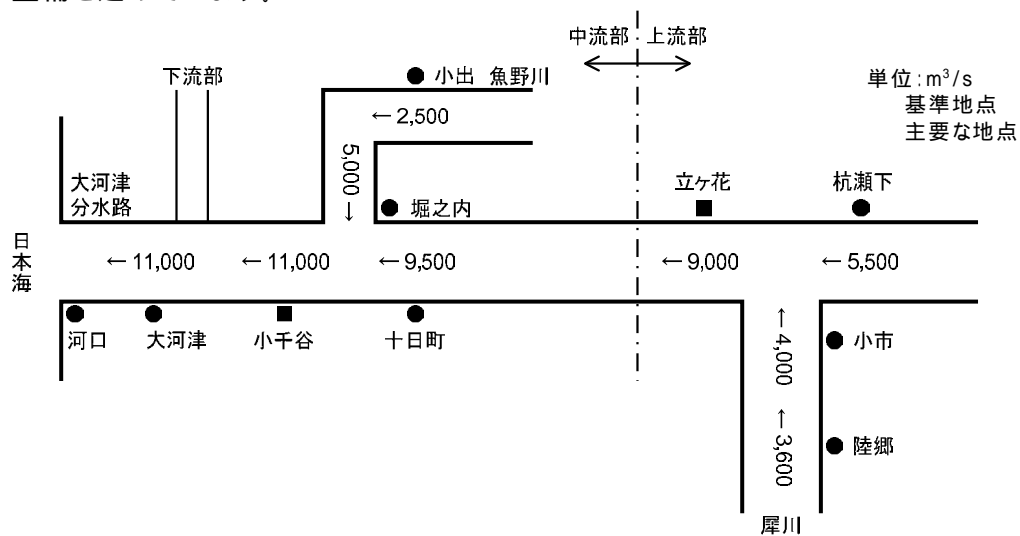 中流部 上流部
下流部
小出 魚野川
単位:m³/s
基準地点
主要な地点
←2,500
5,000→
大河津
分水路
堀之内
立ヶ花
杭瀬下
日本海
←11,000
←11,000
←9,500
←9,000
←5,500
河口
大河津
小千谷
十日町
←4,000
小市
←3,600
陸郷
犀川